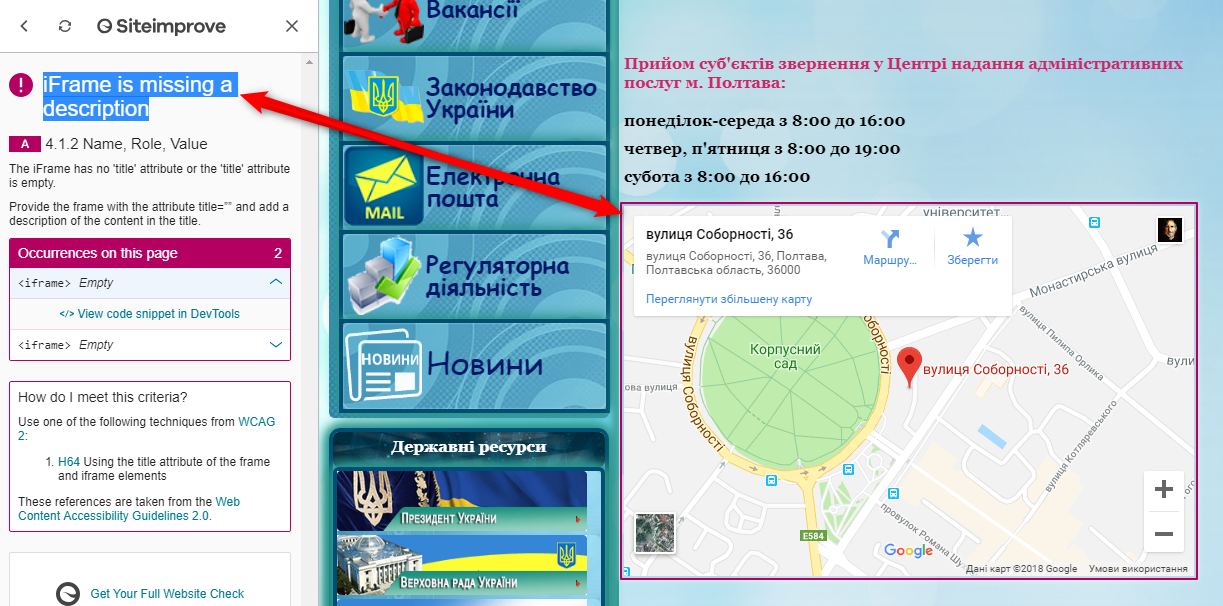 Siteimprove
iFrame is missing a
description
A 4.1.2 Name, Role, Value
The iFrame has no 'title' attribute or the 'title' attribute
is empty.
Provide the frame with the attribute title="" and add a
description of the content in the title.
Occurrences on this page 2
<iframe> Empty
</> View code snippet in DevTools
<iframe> Empty
How do I meet this criteria?
Use one of the following techniques from WCAG
2:
1. H64 Using the title attribute of the frame
and iframe elements
These references are taken from the Web
Content Accessibility Guidelines 2.0.
Get Your Full Website Check
Вакансії
Законодавство
України
MAIL
Електронна
пошта
Регуляторна
діяльність
НОВИНИ
Новини
Державні ресурси
Президент України
Верховна рада України
Прийом суб'єктів звернення у Центрі надання адміністративних
послуг м. Полтава:
понеділок-середа з 8:00 до 16:00
четвер, п'ятниця з 8:00 до 19:00
субота з 8:00 до 16:00
університет...
вулиця Соборності, 36
вулиця Соборності, 36, Полтава,
Полтавська область, 36000
Переглянути збільшену карту
Маршру...
Зберегти
Монастирська вулиця
вулиця Пилипа Орлика
Корпусний
сад
вулиця Соборності
Соборності
вулиця Соборності, 36
ова вулиця
вули
вулиця Котляревського
провулок Романа Шу
E584
Google
Дані карт ©2018 Google
Умови використання